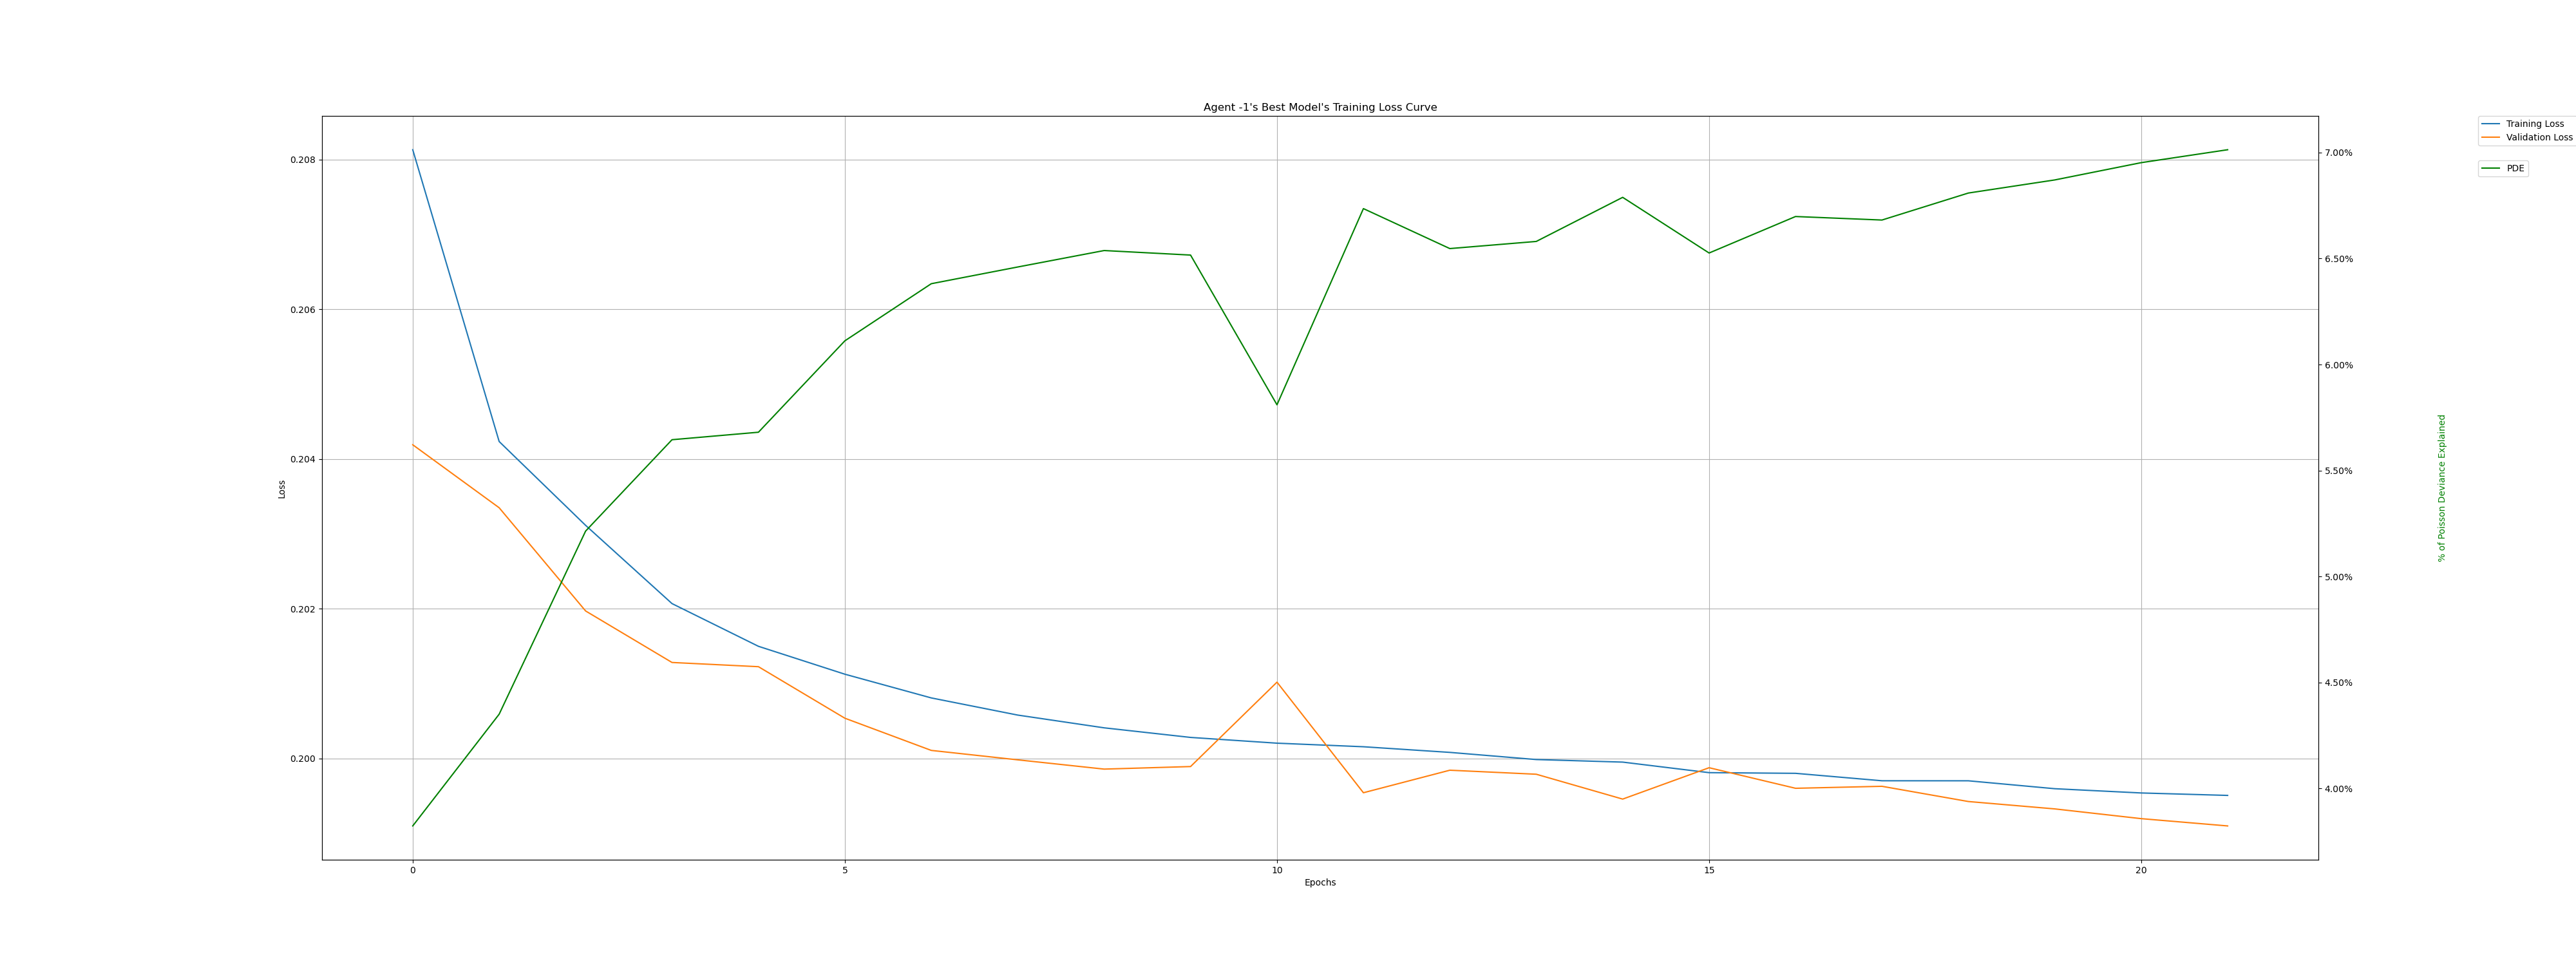 Agent -1's Best Model's Training Loss Curve
Training Loss
Validation Loss
PDE
0.208
0.206
0.204
0.202
0.200
Loss
7.00%
6.50%
6.00%
5.50%
5.00%
4.50%
4.00%
% of Poisson Deviance Explained
0 5 10 15 20
Epochs